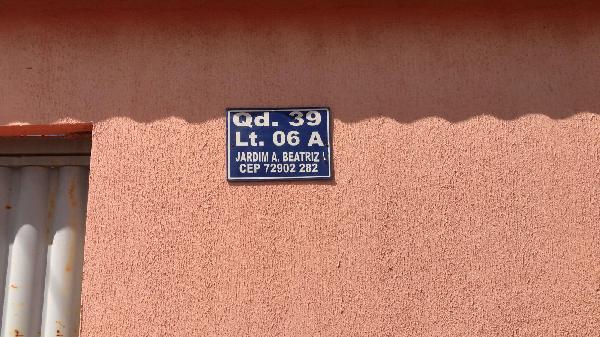 Qd. 39
Lt. 06 A
JARDIM A. BEATRIZ I
CEP 72902 282